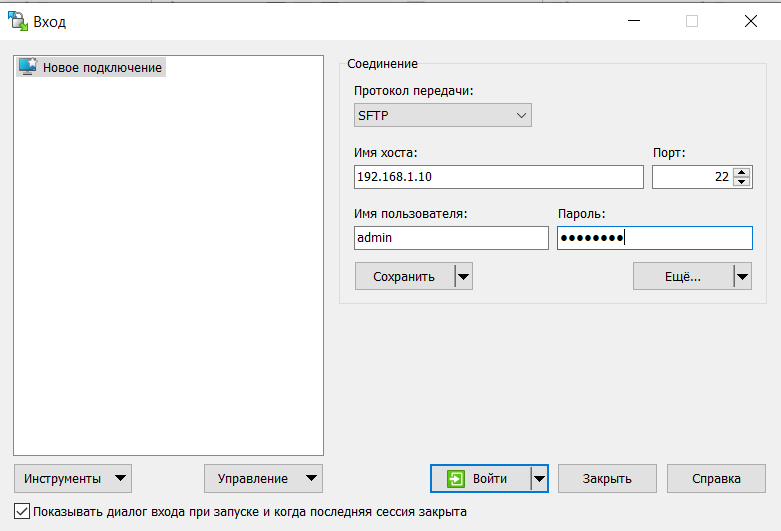 Вход
Новое подключение
Соединение
Протокол передачи:
SFTP
Имя хоста:
Порт:
192.168.1.10
22
Имя пользователя:
Пароль:
admin
●●●●●●●●
Сохранить
Ещё...
Инструменты
Управление
Войти
Закрыть
Справка
Показывать диалог входа при запуске и когда последняя сессия закрыта